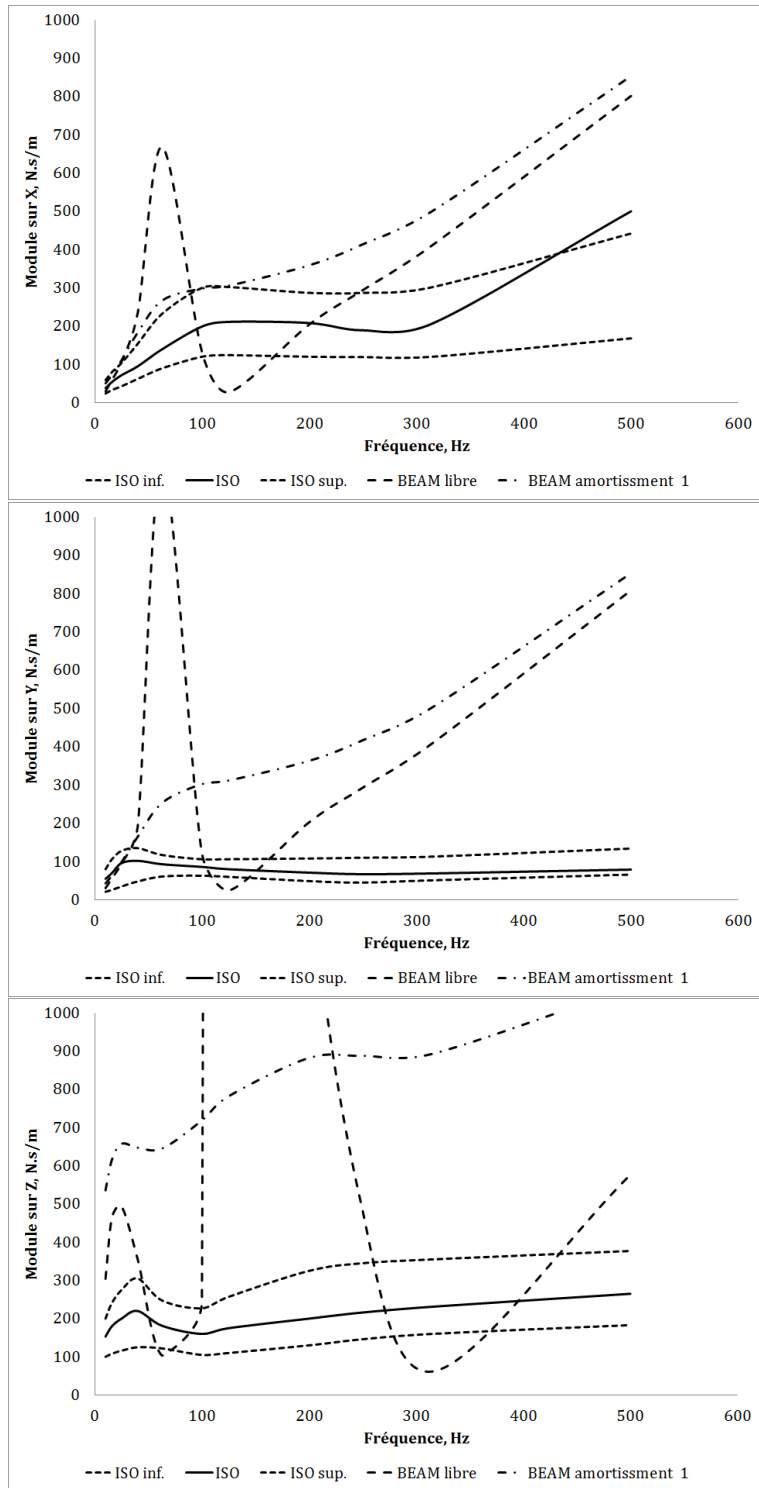 1000
900
800
700
600
500
400
300
200
100
0
Module sur X, N.s/m
0 100 200 300 400 500 600
Fréquence, Hz
ISO inf. ISO ISO sup. BEAM libre BEAM amortissment 1
1000
900
800
700
600
500
400
300
200
100
0
Module sur Y, N.s/m
0 100 200 300 400 500 600
Fréquence, Hz
ISO inf. ISO ISO sup. BEAM libre BEAM amortissment 1
1000
900
800
700
600
500
400
300
200
100
0
Module sur Z, N.s/m
0 100 200 300 400 500 600
Fréquence, Hz
ISO inf. ISO ISO sup. BEAM libre BEAM amortissment 1